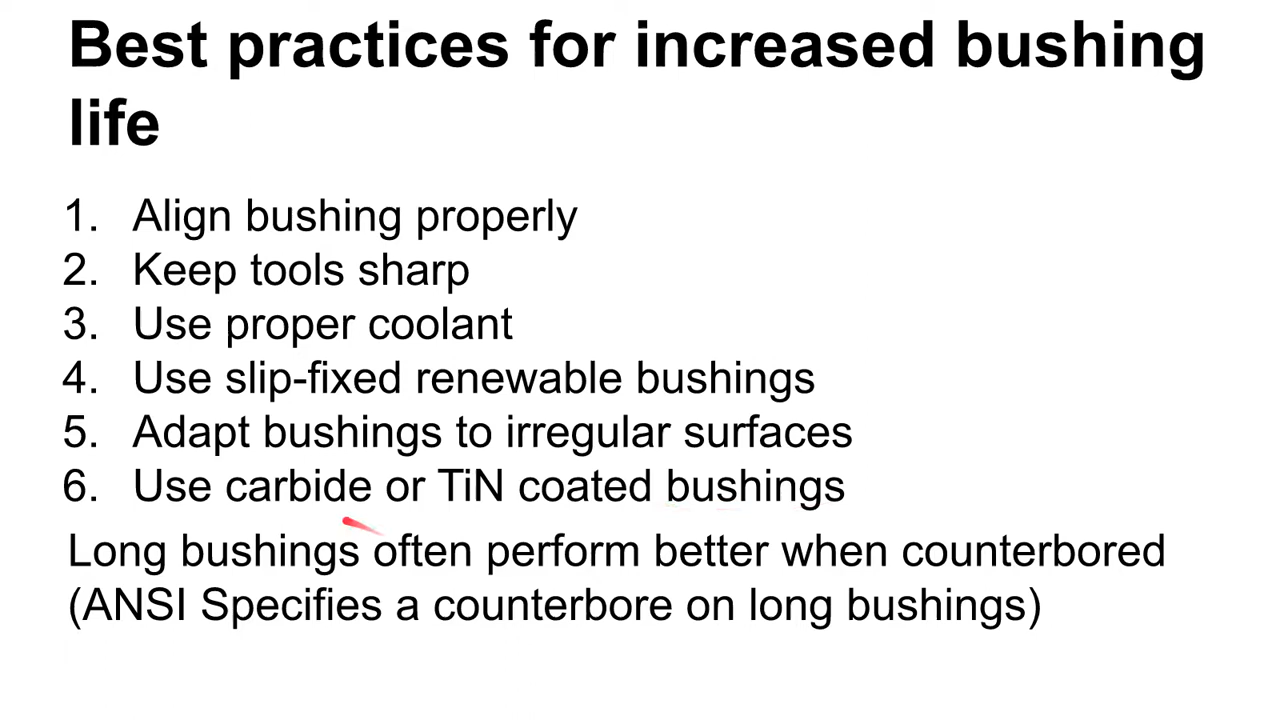 Best practices for increased bushing
life
1. Align bushing properly
2. Keep tools sharp
3. Use proper coolant
4. Use slip-fixed renewable bushings
5. Adapt bushings to irregular surfaces
6. Use carbide or TiN coated bushings
Long bushings often perform better when counterbored
(ANSI Specifies a counterbore on long bushings)